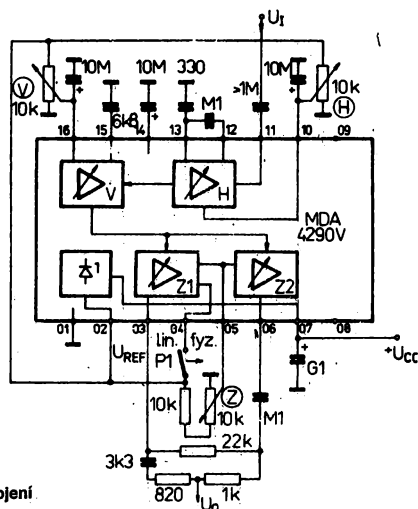 U_I
10M 10M 330 >1M 10M
V 10k 6k8 M1 10k H
+ + +
16 15 14 13 12 11 10 09
V H
MDA
4290V
1 Z1 Z2
01 02 03 04 05 06 07 08
U_REF lin. fyz. + +U_CC
P1 G1
Z
10k 10k M1
22k
3k3
820 1k
ojení